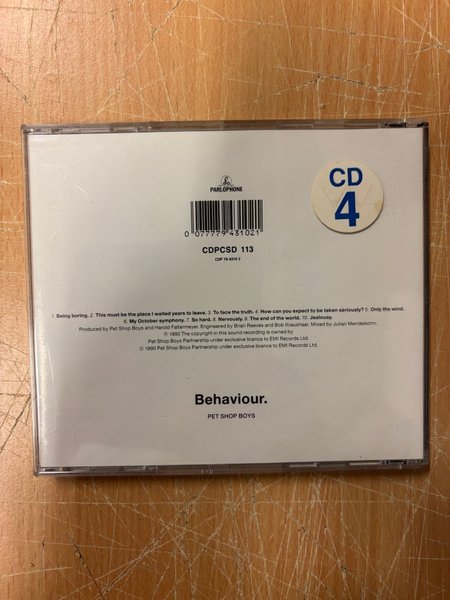 PARLOPHONE
CD
4
0 077779 431021
CDPCSD 113
CDP 79 4310 2
1. Being boring. 2. This must be the place I waited years to leave. 3. To face the truth. 4. How can you expect to be taken seriously? 5. Only the wind.
6. My October symphony. 7. So hard. 8. Nervously. 9. The end of the world. 10. Jealousy.
Produced by Pet Shop Boys and Harold Faltermeyer. Engineered by Brian Reeves and Bob Kraushaar. Mixed by Julian Mendelsohn.
℗ 1990 The copyright in this sound recording is owned by
Pet Shop Boys Partnership under exclusive licence to EMI Records Ltd.
© 1990 Pet Shop Boys Partnership under exclusive licence to EMI Records Ltd.
Behaviour.
PET SHOP BOYS